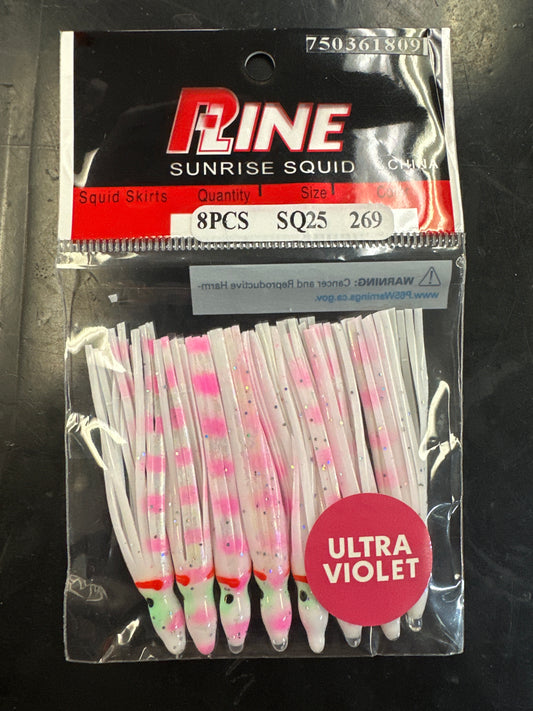 750361809
P-LINE
SUNRISE SQUID
CHINA
Squid Skirts Quantity Size
8PCS SQ25 269
WARNING: Cancer and Reproductive Harm-
www.P65Warnings.ca.gov.
ULTRA
VIOLET